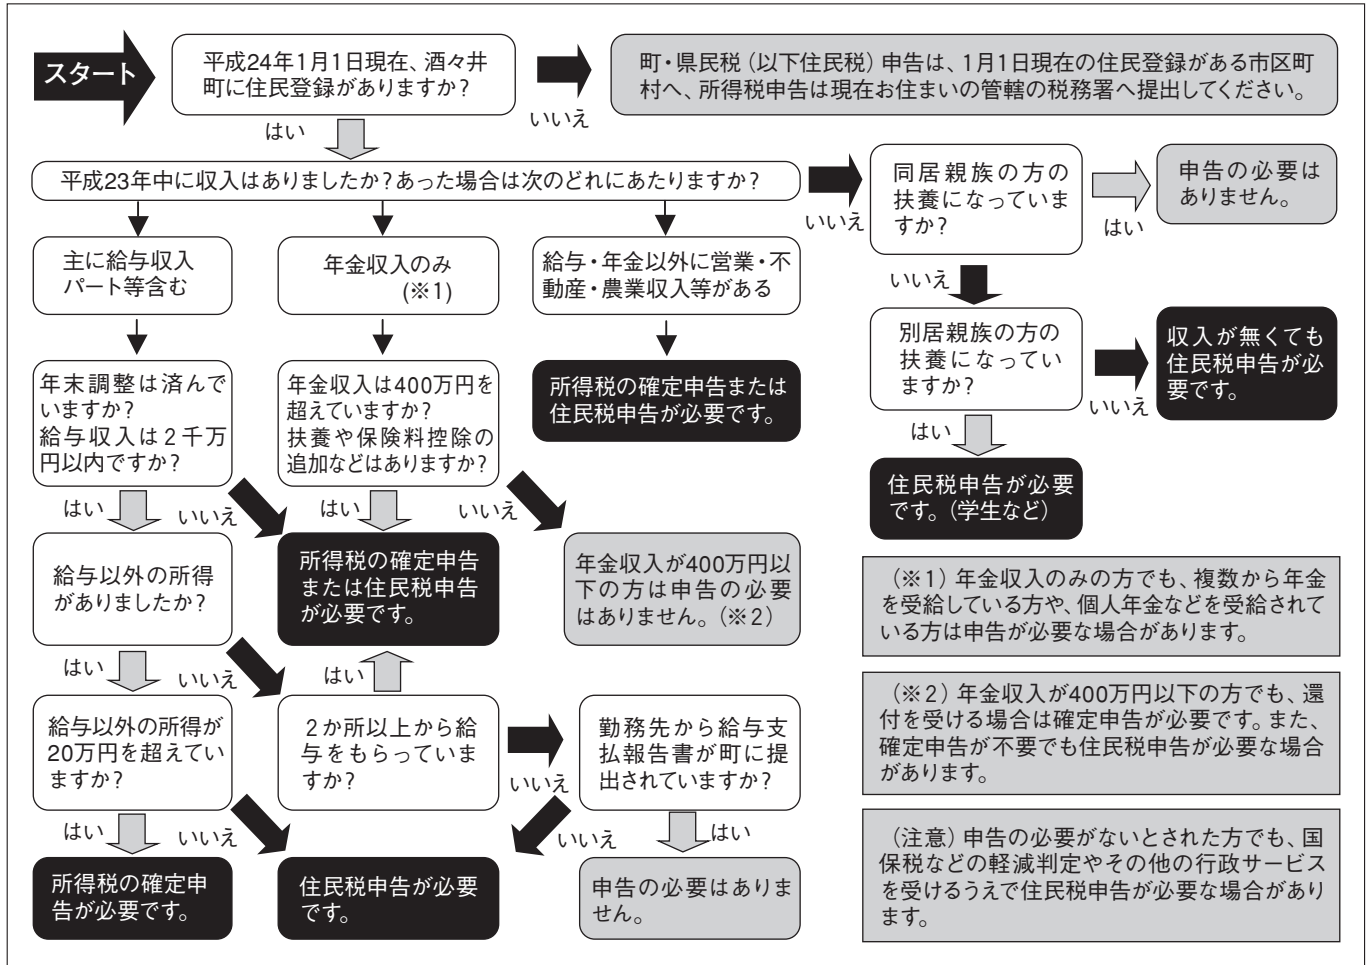 スタート
平成24年1月1日現在、酒々井
町に住民登録がありますか?
いいえ
町・県民税(以下住民税)申告は、1月1日現在の住民登録がある市区町
村へ、所得税申告は現在お住まいの管轄の税務署へ提出してください。
はい
平成23年中に収入はありましたか?あった場合は次のどれにあたりますか?
いいえ
同居親族の方の
扶養になっていま
すか?
はい
申告の必要は
ありません。
いいえ
別居親族の方の
扶養になってい
ますか?
いいえ
収入が無くても
住民税申告が必
要です。
はい
住民税申告が必要
です。(学生など)
主に給与収入
パート等含む
年金収入のみ
(※1)
給与・年金以外に営業・不
動産・農業収入等がある
年末調整は済んで
いますか?
給与収入は2千万
円以内ですか?
年金収入は400万円を
超えていますか?
扶養や保険料控除の
追加などはありますか?
所得税の確定申告または
住民税申告が必要です。
はい
いいえ
はい
いいえ
給与以外の所得
がありましたか?
所得税の確定申告
または住民税申告
が必要です。
年金収入が400万円以
下の方は申告の必要
はありません。(※2)
はい
いいえ
はい
給与以外の所得が
20万円を超えてい
ますか?
2か所以上から給
与をもらっていま
すか?
いいえ
勤務先から給与支
払報告書が町に提
出されていますか?
はい
いいえ
いいえ
はい
所得税の確定申
告が必要です。
住民税申告が必要
です。
申告の必要はありま
せん。
(※1)年金収入のみの方でも、複数から年金
を受給している方や、個人年金などを受給されて
いる方は申告が必要な場合があります。
(※2)年金収入が400万円以下の方でも、還
付を受ける場合は確定申告が必要です。また、
確定申告が不要でも住民税申告が必要な場合
があります。
(注意)申告の必要がないとされた方でも、国
保税などの軽減判定やその他の行政サービス
を受けるうえで住民税申告が必要な場合があり
ます。